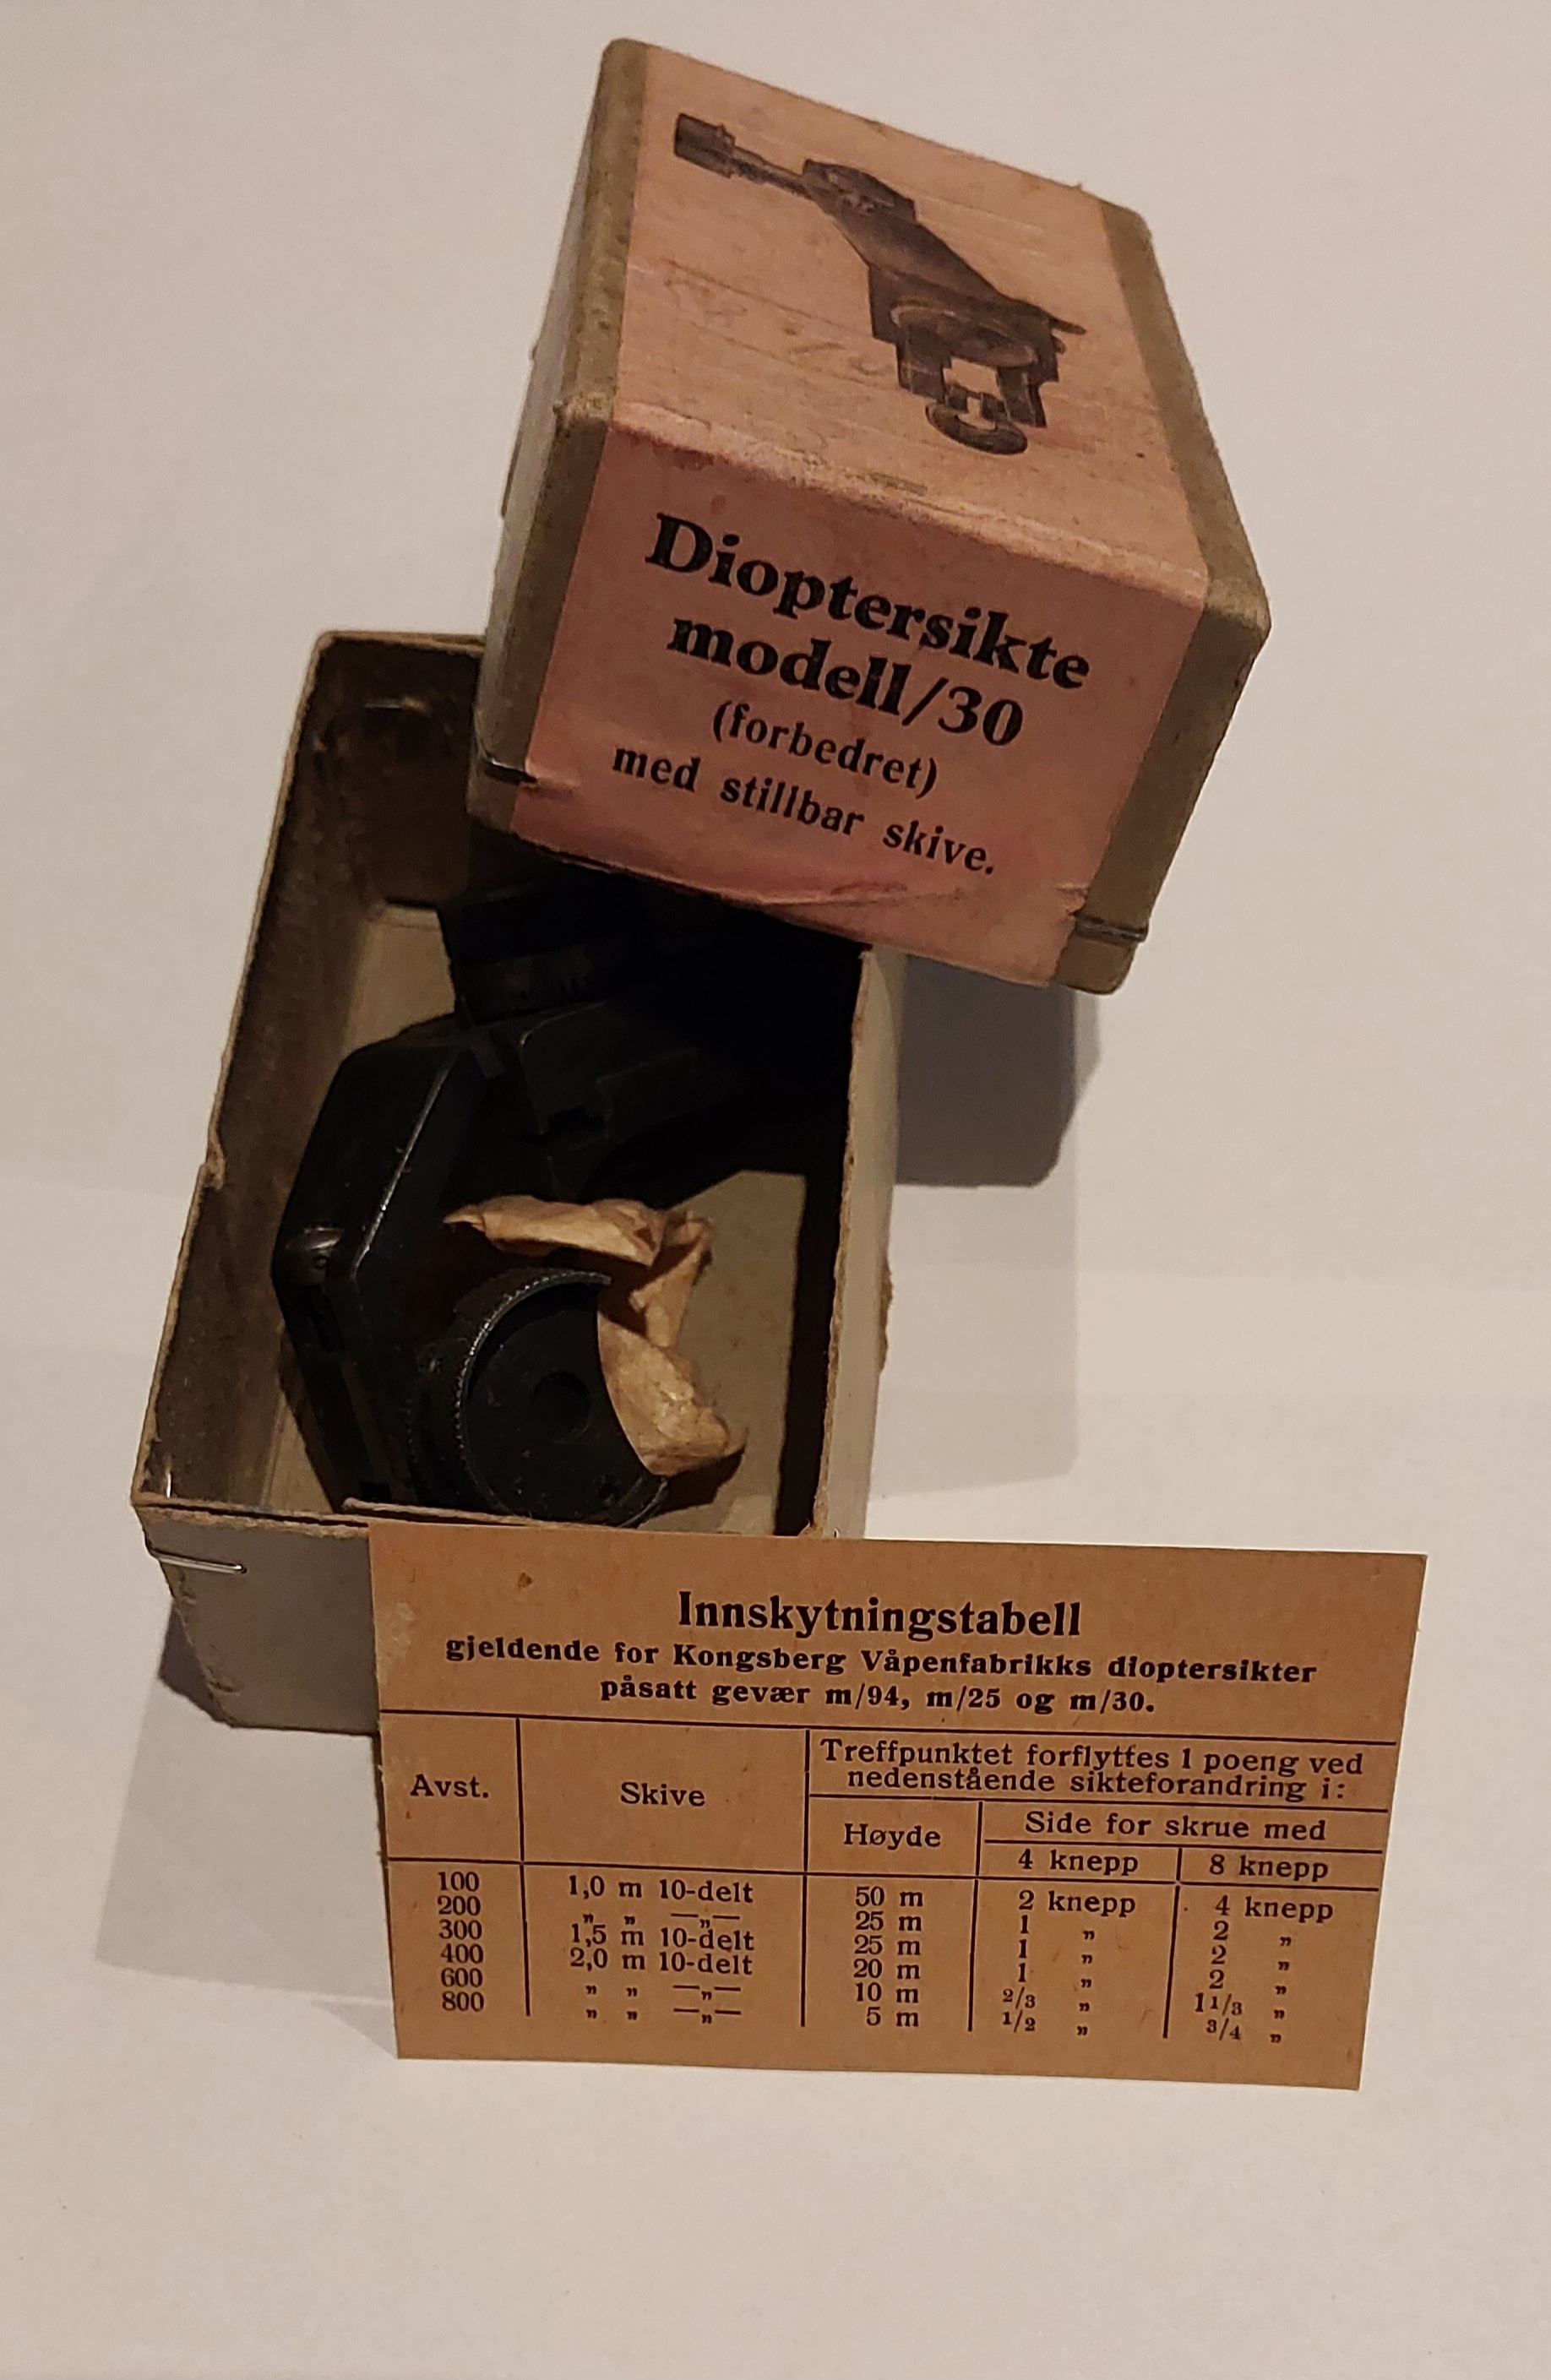 Dioptersikte
modell/30
(forbedret)
med stillbar skive.
Innskytningstabell
gjeldende for Kongsberg Våpenfabrikks dioptersikter
påsatt gevær m/94, m/25 og m/30.
Avst. Skive Treffpunktet forflyttes 1 poeng ved
nedenstående sikteforandring i:
Høyde Side for skrue med
4 knepp 8 knepp
100 1,0 m 10-delt 50 m 2 knepp 4 knepp
200 „ „ —„— 25 m 1 „ 2 „
300 1,5 m 10-delt 25 m 1 „ 2 „
400 2,0 m 10-delt 20 m 1 „ 2 „
600 „ „ —„— 10 m 2/3 „ 1 1/3 „
800 „ „ —„— 5 m 1/2 „ 3/4 „